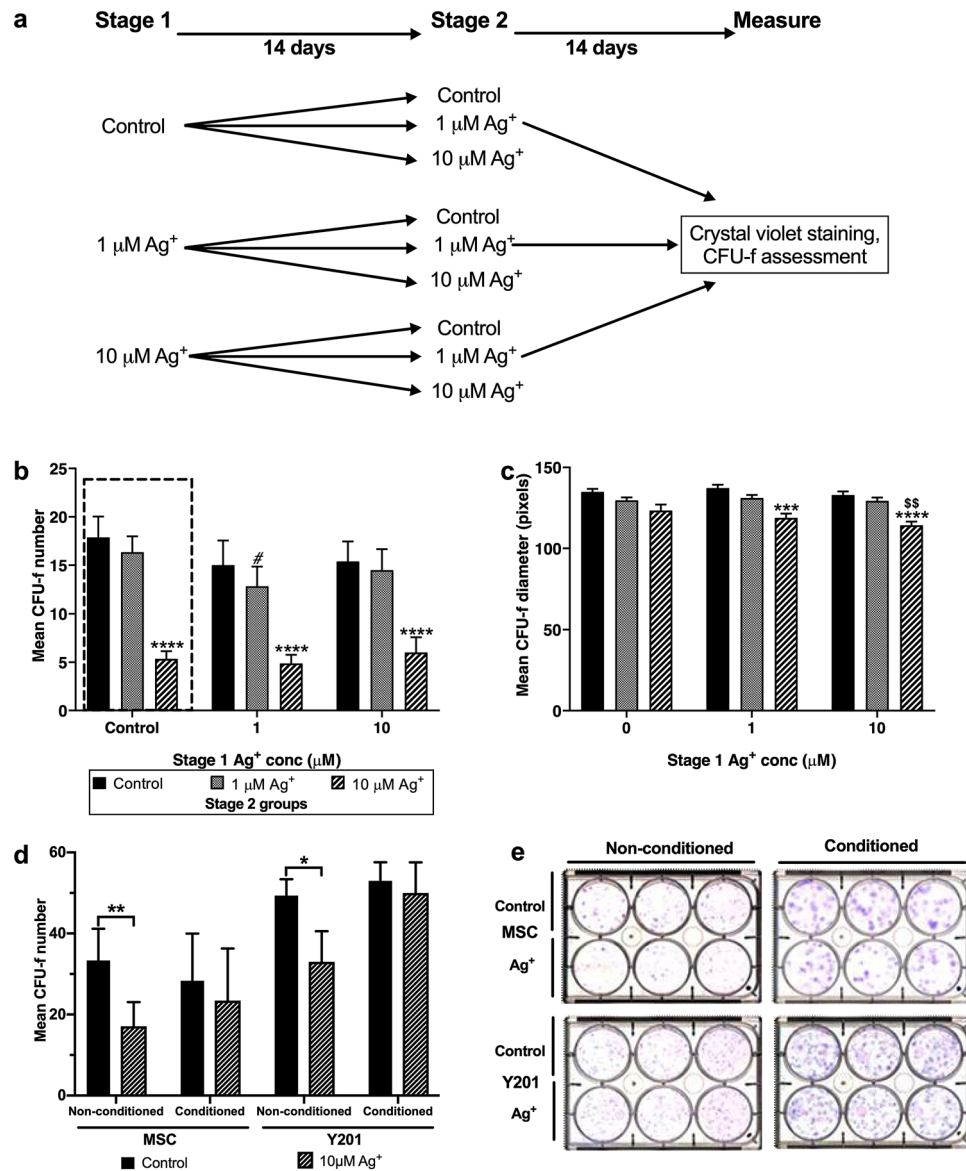 a
Stage 1
14 days
Stage 2
14 days
Measure
Control
Control
1 μM Ag⁺
10 μM Ag⁺
1 μM Ag⁺
Control
1 μM Ag⁺
10 μM Ag⁺
10 μM Ag⁺
Control
1 μM Ag⁺
10 μM Ag⁺
Crystal violet staining,
CFU-f assessment
b
Mean CFU-f number
25
20
15
10
5
0
****
#
****
****
Control
1
10
Stage 1 Ag⁺ conc (μM)
Control
1 μM Ag⁺
10 μM Ag⁺
Stage 2 groups
c
Mean CFU-f diameter (pixels)
150
100
50
0
***
$$
****
0
1
10
Stage 1 Ag⁺ conc (μM)
d
Mean CFU-f number
60
40
20
0
**
*
Non-conditioned
Conditioned
Non-conditioned
Conditioned
MSC
Y201
Control
10μM Ag⁺
e
Non-conditioned
Conditioned
Control
MSC
Ag⁺
Control
Y201
Ag⁺